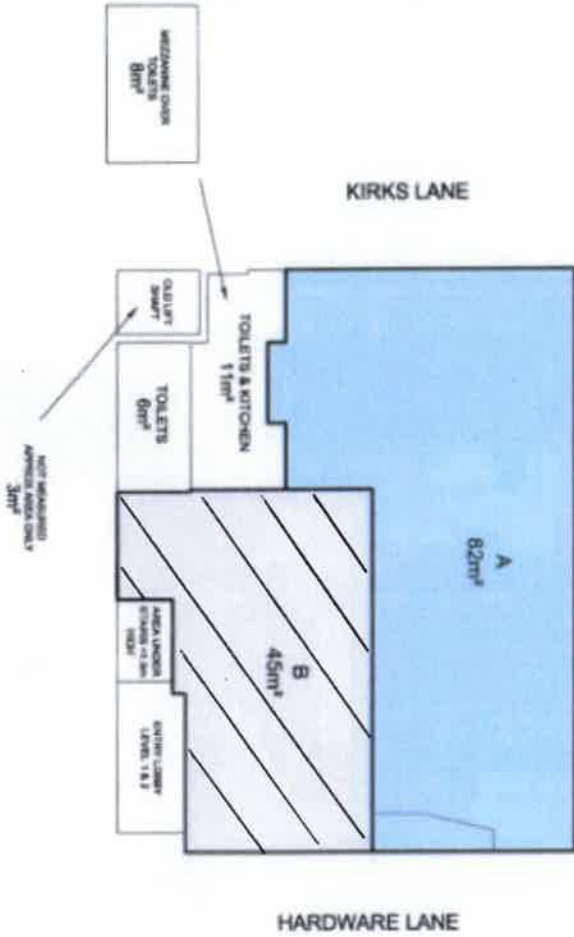 MEZZANINE OVER
TOILETS
8m²
KIRKS LANE
OLD LIFT
SHAFT
TOILETS & KITCHEN
11m²
TOILETS
6m²
NOT MEASURED
APPROX AREA ONLY
3m²
A
82m²
B
45m²
AREA UNDER
HIGH
ENTRY LOBBY
LEVEL 1 & 2
HARDWARE LANE